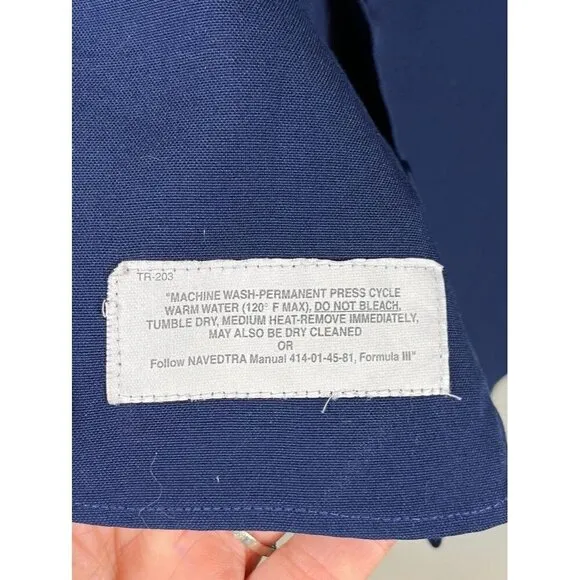 TR-203
"MACHINE WASH-PERMANENT PRESS CYCLE
WARM WATER (120° F MAX), DO NOT BLEACH,
TUMBLE DRY, MEDIUM HEAT-REMOVE IMMEDIATELY,
MAY ALSO BE DRY CLEANED
OR
Follow NAVEDTRA Manual 414-01-45-81, Formula III"